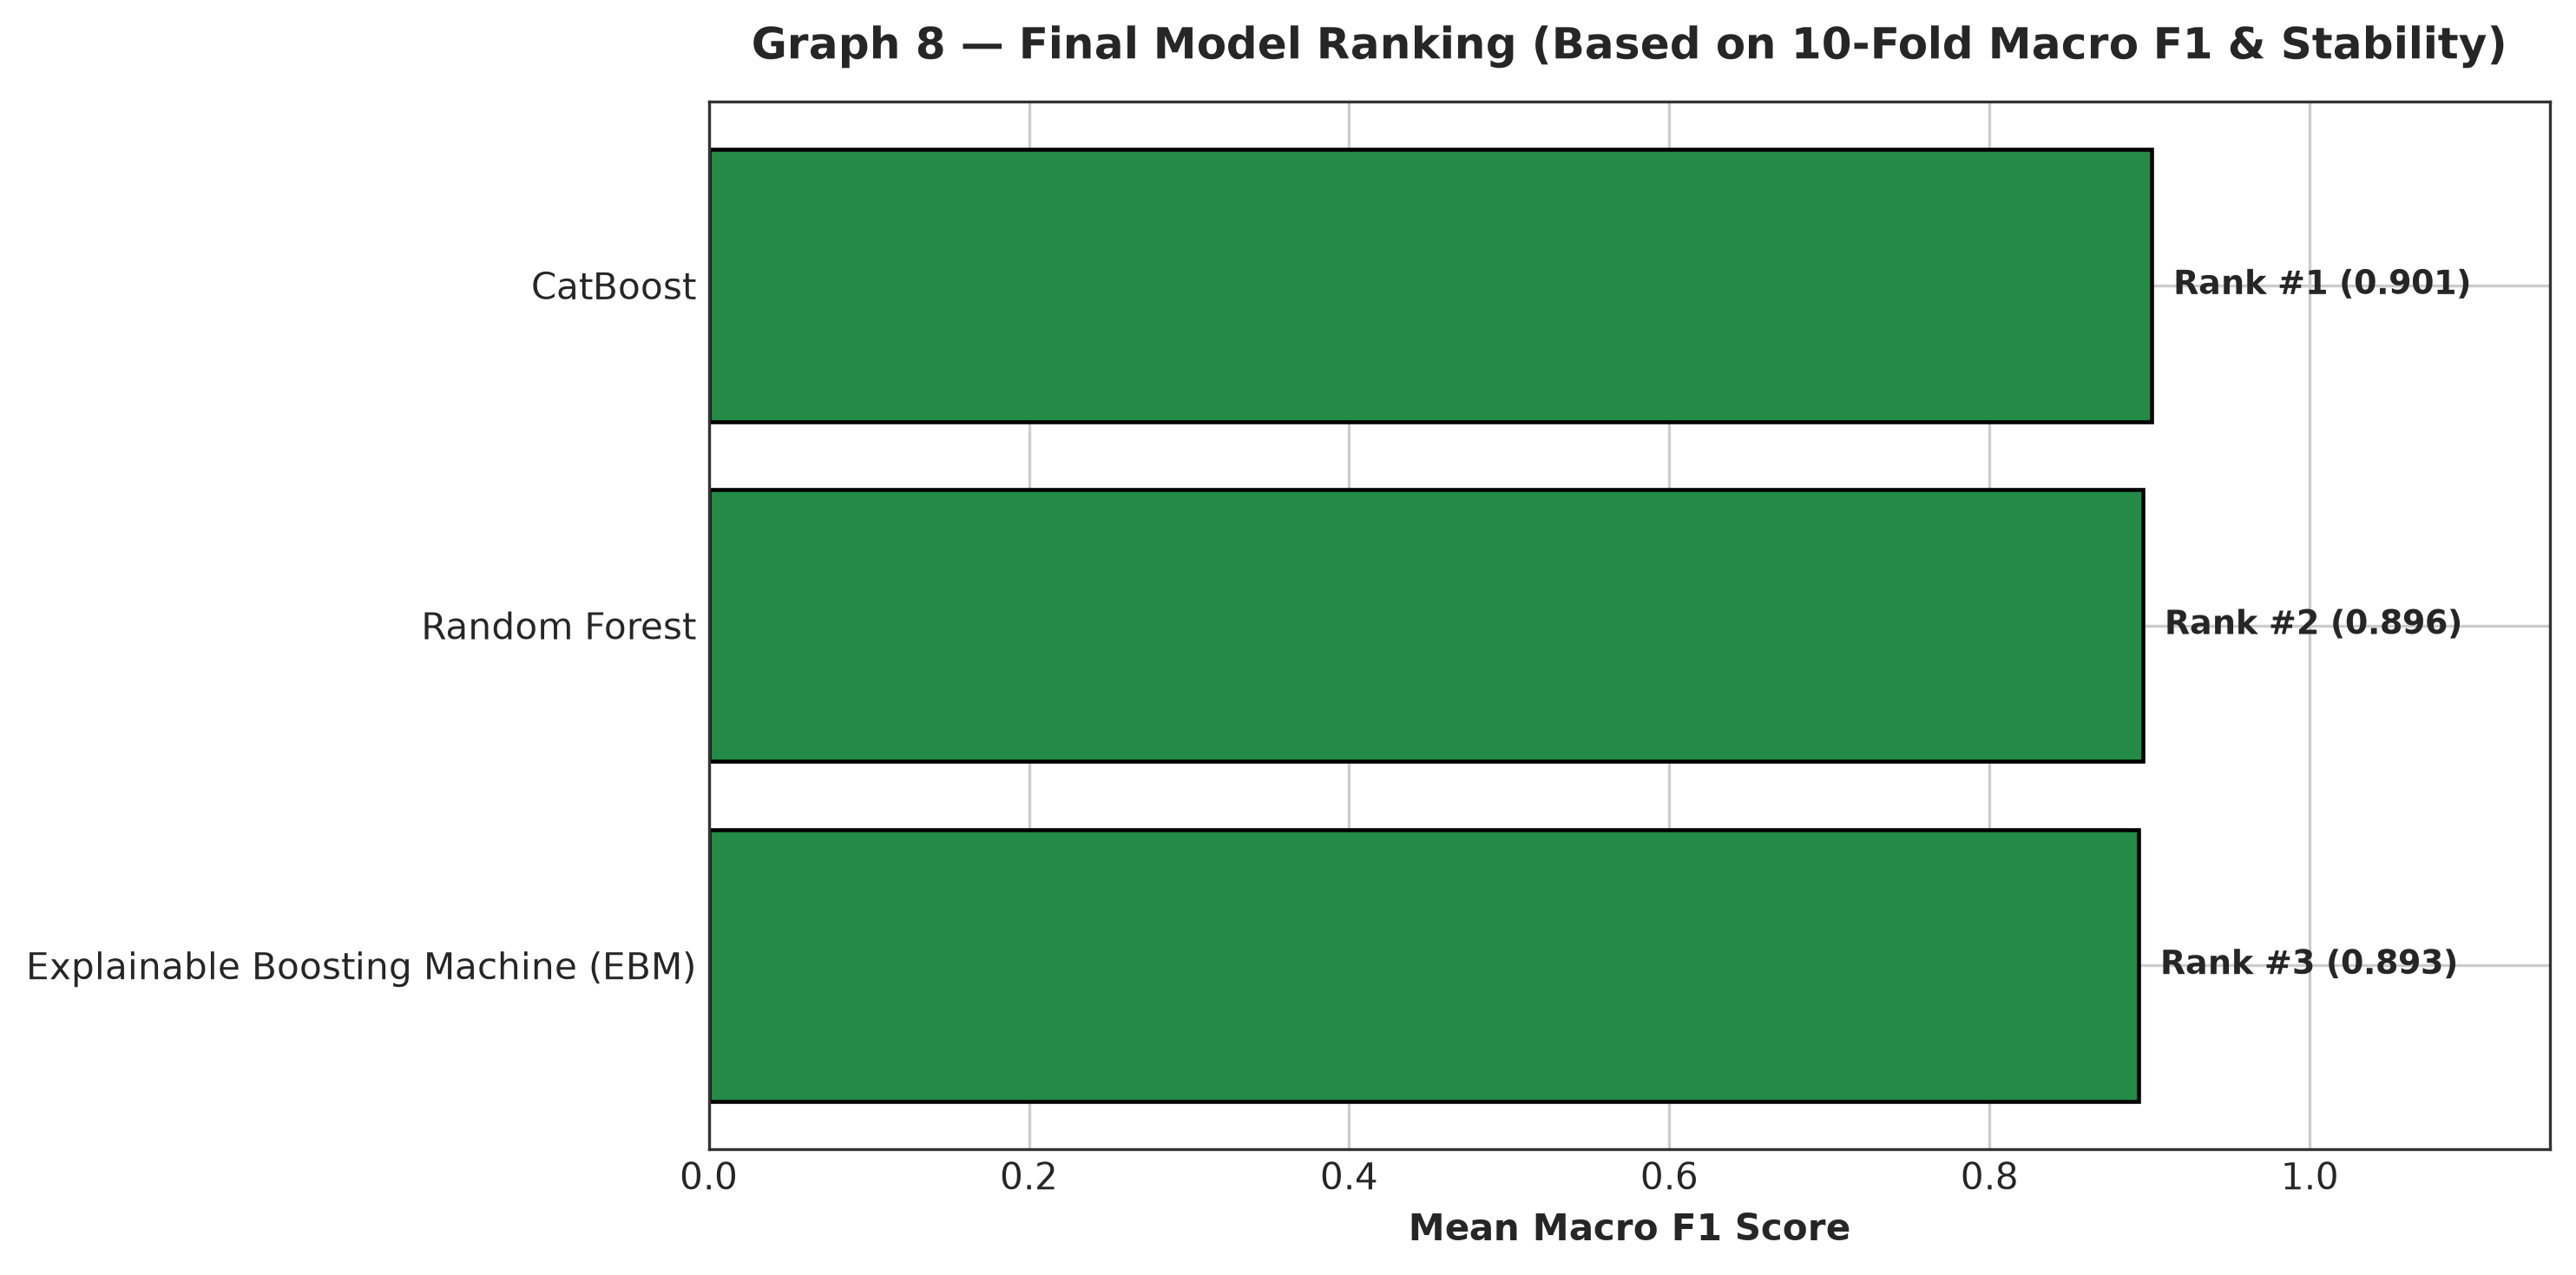 Graph 8 — Final Model Ranking (Based on 10-Fold Macro F1 & Stability)
CatBoost
Rank #1 (0.901)
Random Forest
Rank #2 (0.896)
Explainable Boosting Machine (EBM)
Rank #3 (0.893)
0.0 0.2 0.4 0.6 0.8 1.0
Mean Macro F1 Score